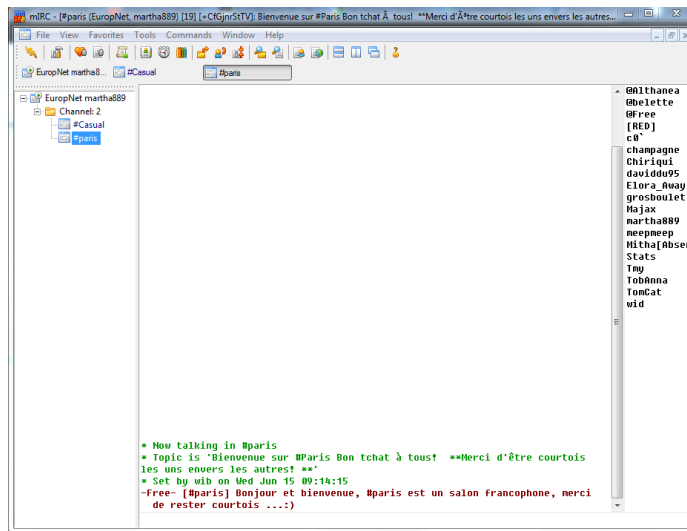 mIRC - [#paris (EuropNet, martha889) [19] [+CfGjnrStTV]: Bienvenue sur #Paris Bon tchat Â tous! **Merci d'Ãªtre courtois les uns envers les autres...
File View Favorites Tools Commands Window Help
EuropNet martha8... #Casual #paris
EuropNet martha889
Channel: 2
#Casual
#paris
@Althanea
@belette
@Free
[RED]
c0`
champagne
Chiriqui
daviddu95
Elora_Away
grosboulet
Majax
martha889
meepmeep
Mitha[Abser
Stats
Tmy
TobAnna
TomCat
wid
* Now talking in #paris
* Topic is 'Bienvenue sur #Paris Bon tchat à tous! **Merci d'être courtois
les uns envers les autres! **'
* Set by wib on Wed Jun 15 09:14:15
-Free- [#paris] Bonjour et bienvenue, #paris est un salon francophone, merci
de rester courtois ...:)